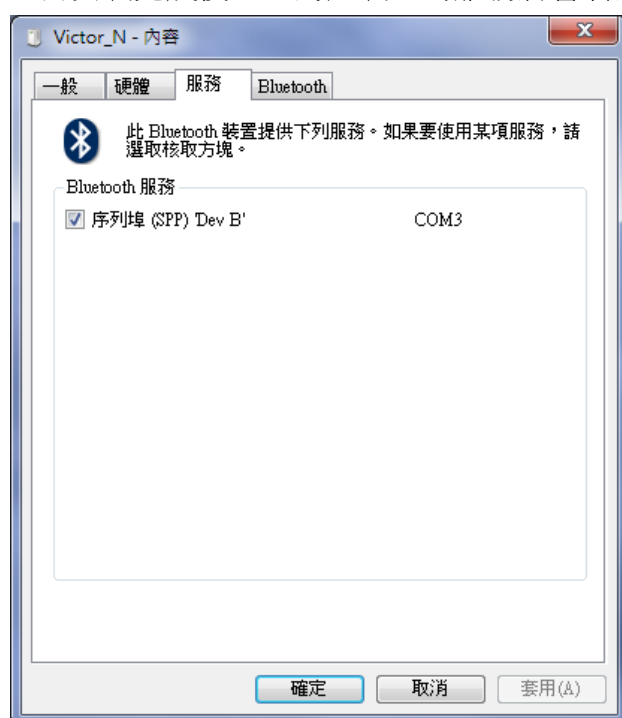 Victor_N - 內容
一般 硬體 服務 Bluetooth
此 Bluetooth 裝置提供下列服務。如果要使用某項服務，請
選取核取方塊。
Bluetooth 服務
序列埠 (SPP) 'Dev B' COM3
確定 取消 套用(A)